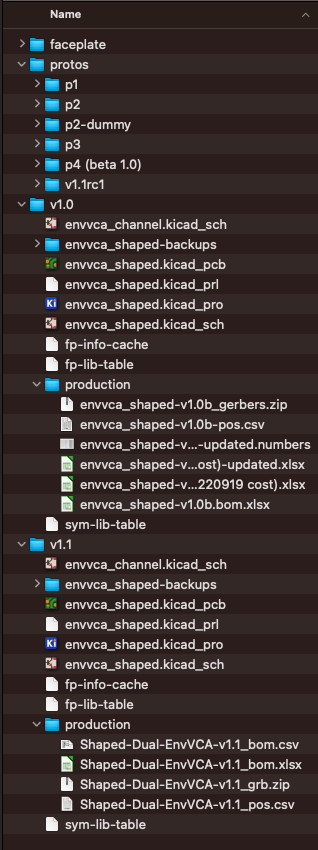 Name
faceplate
protos
p1
p2
p2-dummy
p3
p4 (beta 1.0)
v1.1rc1
v1.0
envvca_channel.kicad_sch
envvca_shaped-backups
envvca_shaped.kicad_pcb
envvca_shaped.kicad_prl
Ki envvca_shaped.kicad_pro
envvca_shaped.kicad_sch
fp-info-cache
fp-lib-table
production
envvca_shaped-v1.0b_gerbers.zip
envvca_shaped-v1.0b-pos.csv
envvca_shaped-v...-updated.numbers
envvca_shaped-v...ost)-updated.xlsx
envvca_shaped-v...220919 cost).xlsx
envvca_shaped-v1.0b.bom.xlsx
sym-lib-table
v1.1
envvca_channel.kicad_sch
envvca_shaped-backups
envvca_shaped.kicad_pcb
envvca_shaped.kicad_prl
Ki envvca_shaped.kicad_pro
envvca_shaped.kicad_sch
fp-info-cache
fp-lib-table
production
Shaped-Dual-EnvVCA-v1.1_bom.csv
Shaped-Dual-EnvVCA-v1.1_bom.xlsx
Shaped-Dual-EnvVCA-v1.1_grb.zip
Shaped-Dual-EnvVCA-v1.1_pos.csv
sym-lib-table